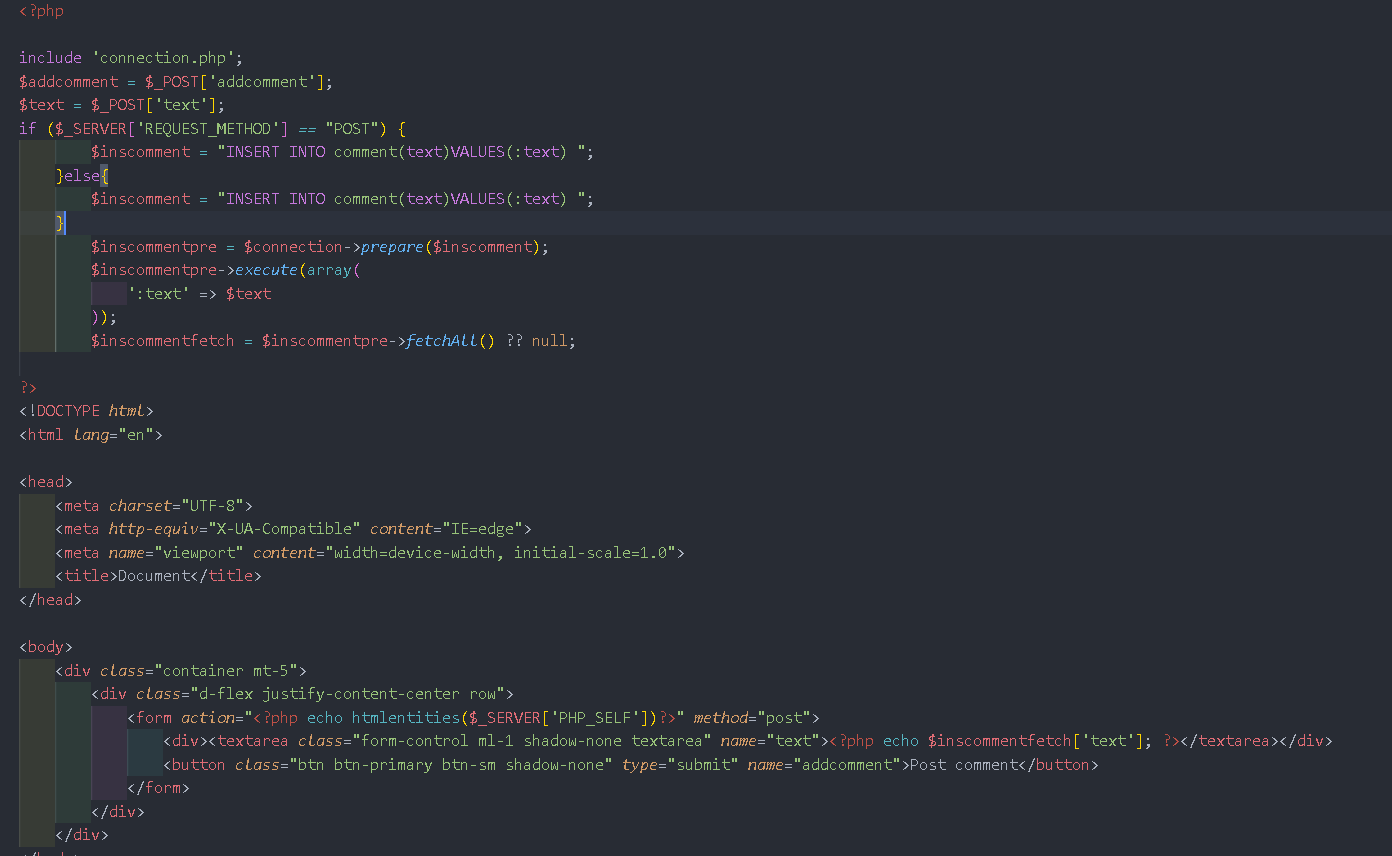 <?php
include 'connection.php';
$addcomment = $_POST['addcomment'];
$text = $_POST['text'];
if ($_SERVER['REQUEST_METHOD'] == "POST") {
$inscomment = "INSERT INTO comment(text)VALUES(:text) ";
}else{
$inscomment = "INSERT INTO comment(text)VALUES(:text) ";
}
$inscommentpre = $connection->prepare($inscomment);
$inscommentpre->execute(array(
':text' => $text
));
$inscommentfetch = $inscommentpre->fetchAll() ?? null;
?>
<!DOCTYPE html>
<html lang="en">
<head>
<meta charset="UTF-8">
<meta http-equiv="X-UA-Compatible" content="IE=edge">
<meta name="viewport" content="width=device-width, initial-scale=1.0">
<title>Document</title>
</head>
<body>
<div class="container mt-5">
<div class="d-flex justify-content-center row">
<form action="<?php echo htmlentities($_SERVER['PHP_SELF'])?>" method="post">
<div><textarea class="form-control ml-1 shadow-none textarea" name="text"><?php echo $inscommentfetch['text']; ?></textarea></div>
<button class="btn btn-primary btn-sm shadow-none" type="submit" name="addcomment">Post comment</button>
</form>
</div>
</div>